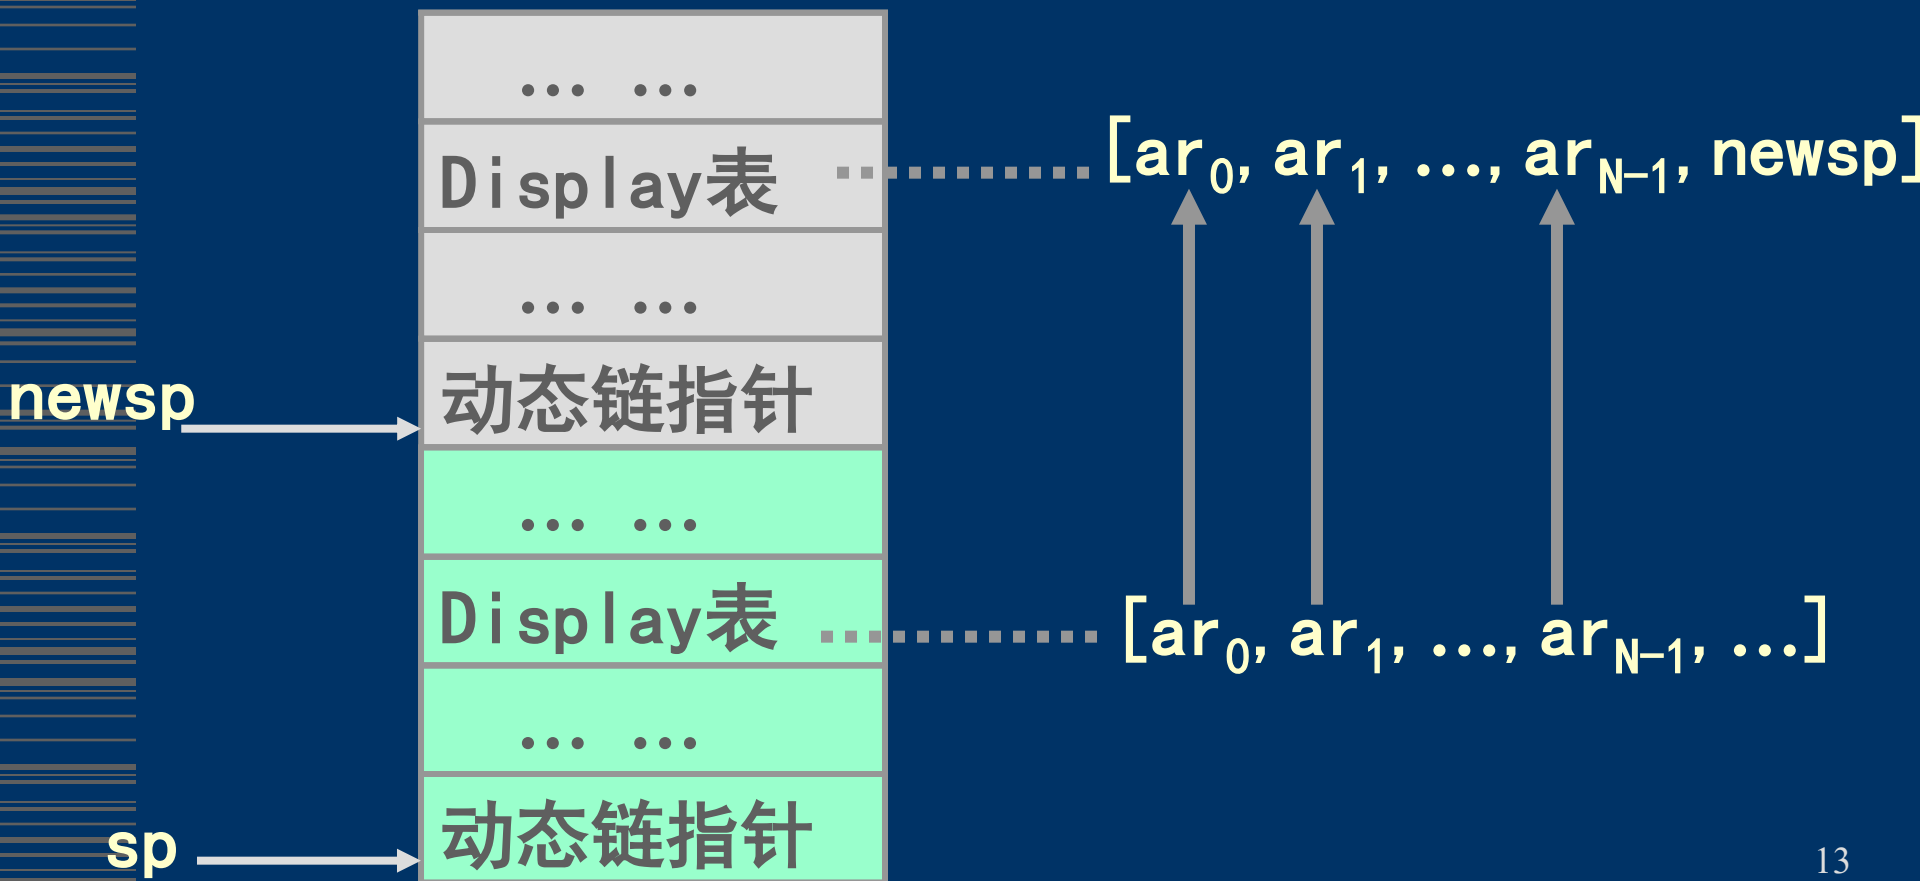 ... ...
Display表
[ar0, ar1, ..., arN-1, newsp]
... ...
newsp
动态链指针
... ...
Display表
[ar0, ar1, ..., arN-1, ...]
... ...
sp
动态链指针
13